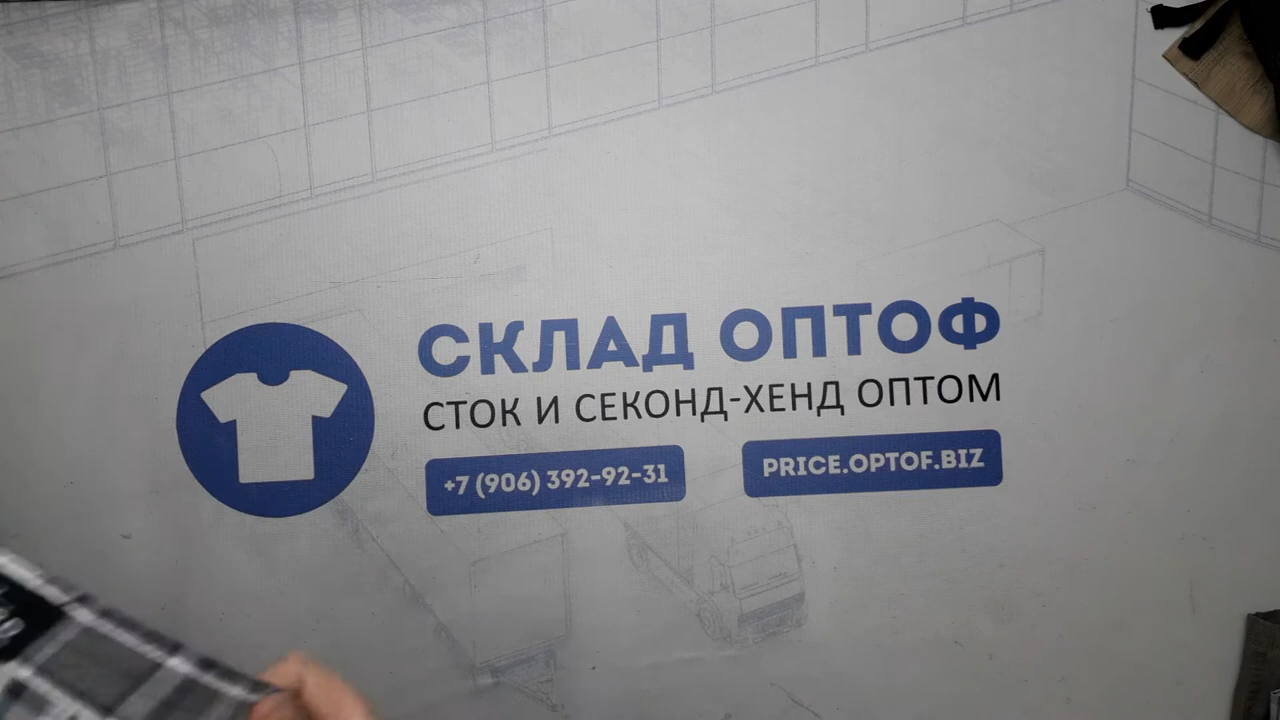 СКЛАД ОПТОФ
СТОК И СЕКОНД-ХЕНД ОПТОМ
+7 (906) 392-92-31
PRICE.OPTOF.BIZ